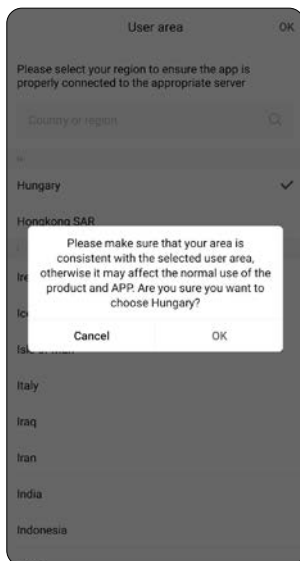 User area OK
Please select your region to ensure the app is
properly connected to the appropriate server
Country or region
H
Hungary
Hongkong SAR
I
Please make sure that your area is
consistent with the selected user area,
otherwise it may affect the normal use of the
product and APP. Are you sure you want to
choose Hungary?
Cancel OK
Italy
Iraq
Iran
India
Indonesia